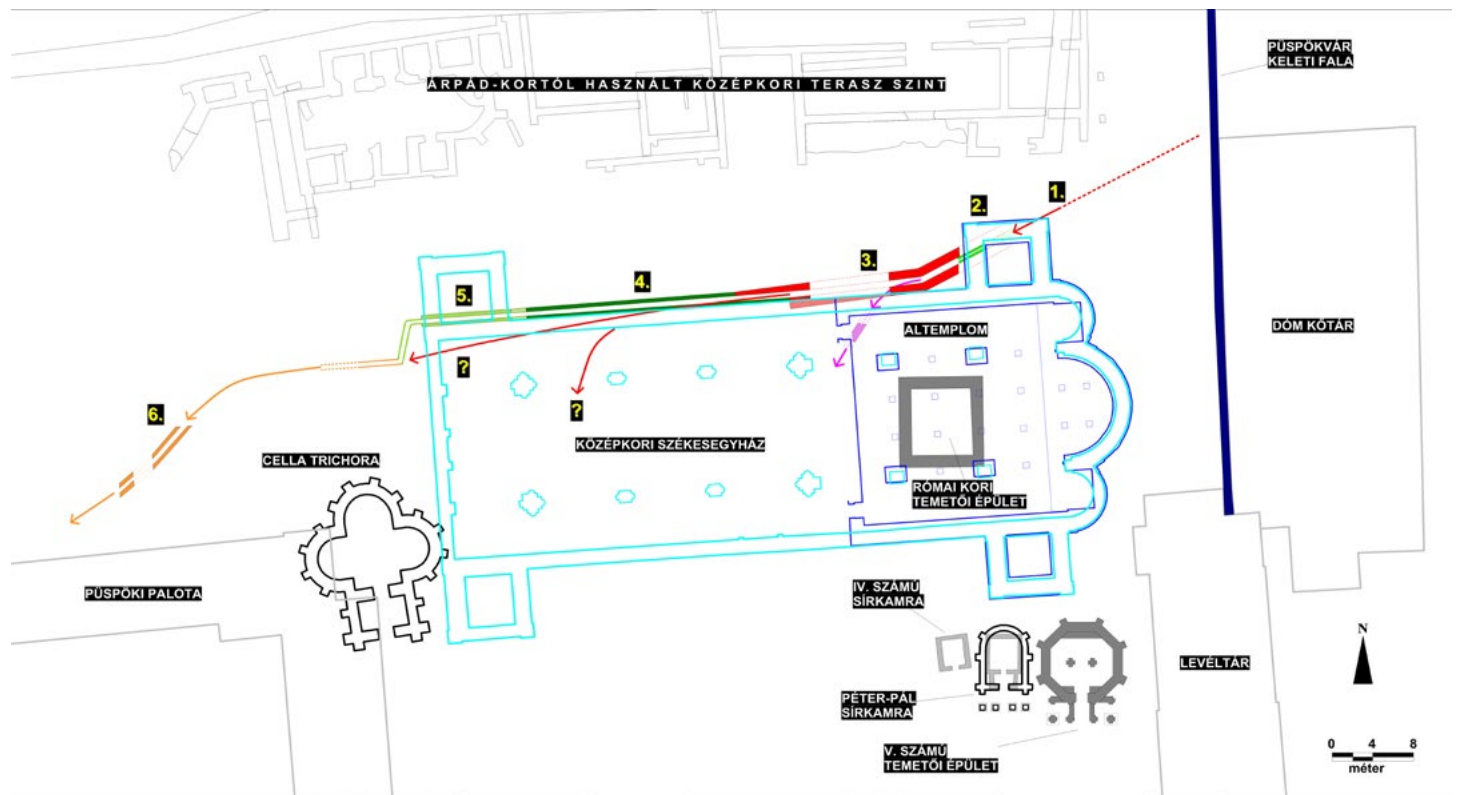 PÜSPÖKVÁR
KELETI FALA
ÁRPÁD-KORTÓL HASZNÁLT KÖZÉPKORI TERASZ SZINT
1.
2.
3.
4.
5.
DÓM KŐTÁR
ALTEMPLOM
?
?
6.
KÖZÉPKORI SZÉKESEGYHÁZ
CELLA TRICHORA
RÓMAI KORI
TEMETŐI ÉPÜLET
PÜSPÖKI PALOTA
IV. SZÁMÚ
SÍRKAMRA
N
LEVÉLTÁR
PÉTER-PÁL
SÍRKAMRA
V. SZÁMÚ
TEMETŐI ÉPÜLET
0 4 8
méter